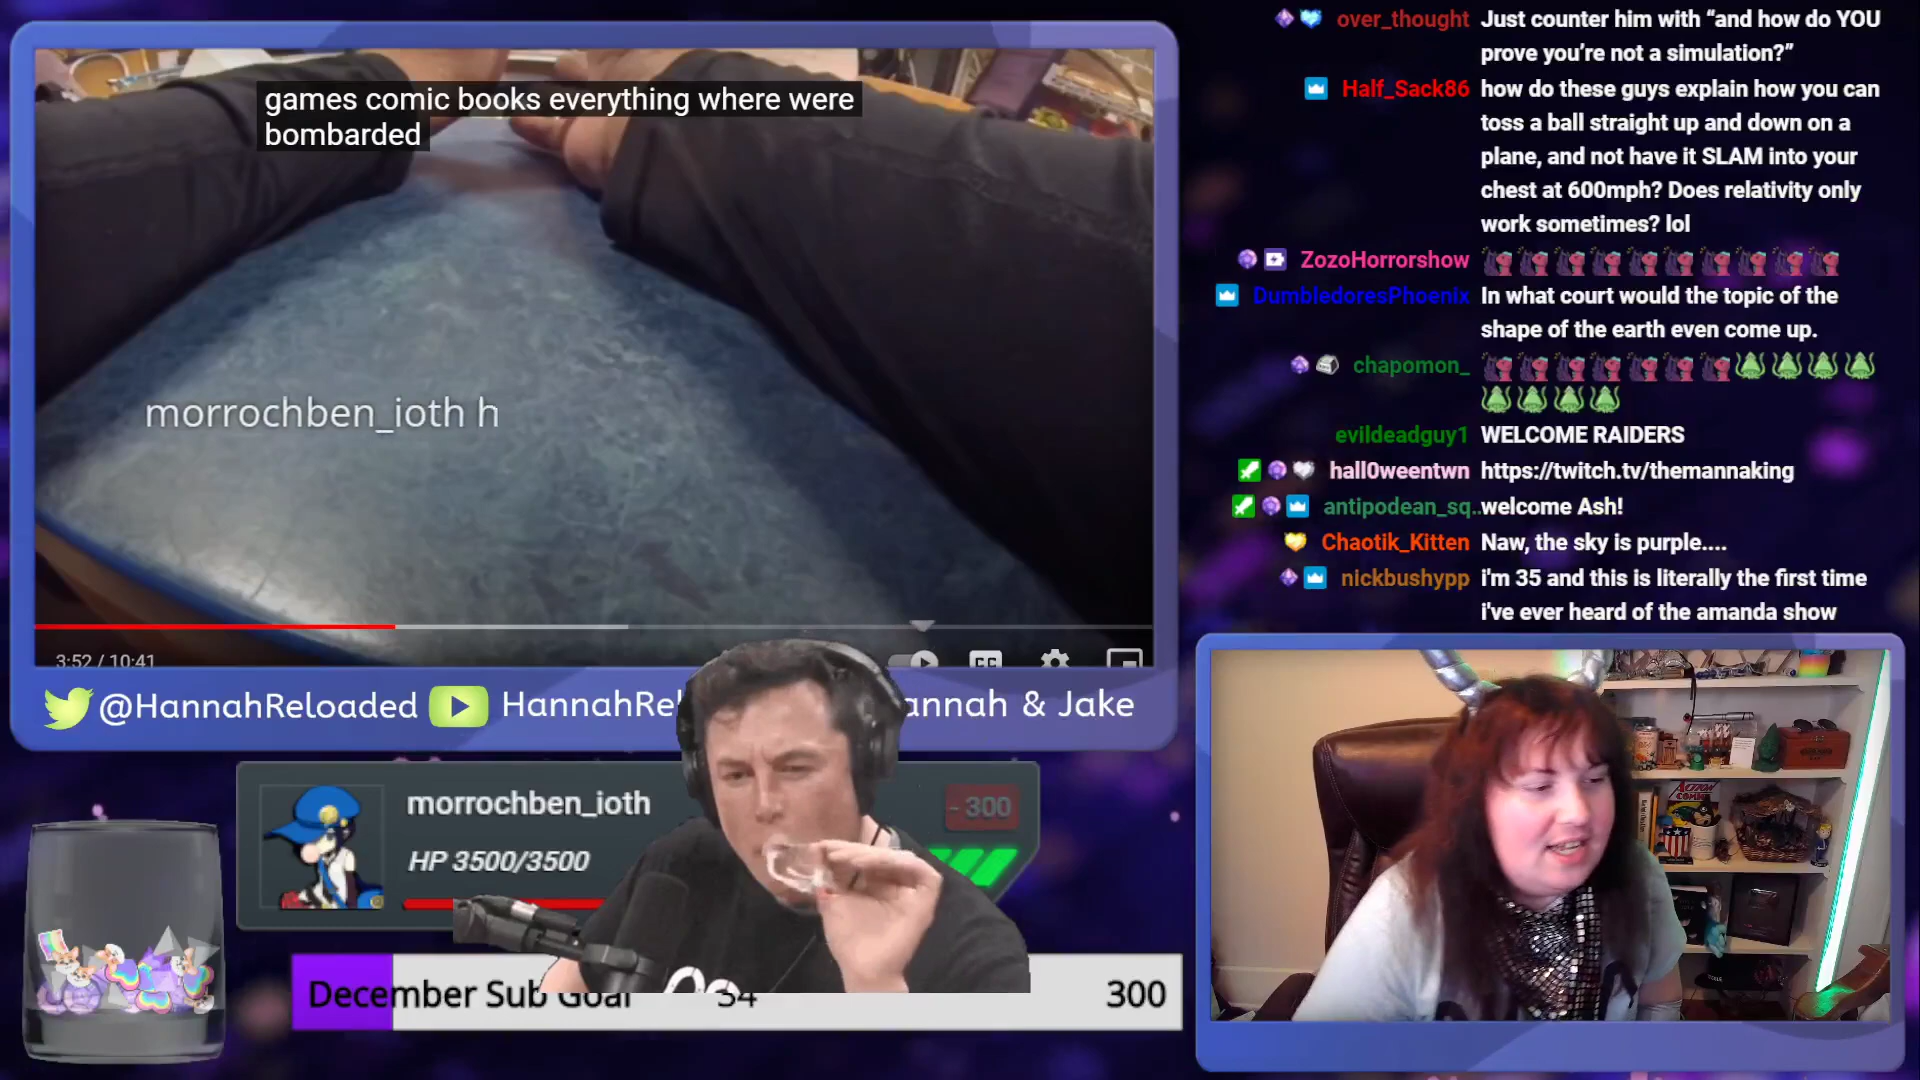 games comic books everything where were
bombarded
morrochben_ioth h
3:52 / 10:41
@HannahReloaded HannahRel annah & Jake
morrochben_ioth
- 300
HP 3500/3500
December Sub Goal 54 300
over_thought Just counter him with “and how do YOU
prove you’re not a simulation?”
Half_Sack86 how do these guys explain how you can
toss a ball straight up and down on a
plane, and not have it SLAM into your
chest at 600mph? Does relativity only
work sometimes? lol
ZozoHorrorshow
DumbledoresPhoenix In what court would the topic of the
shape of the earth even come up.
chapomon_
evildeadguy1 WELCOME RAIDERS
hall0weentwn https://twitch.tv/themannaking
antipodean_sq.. welcome Ash!
Chaotik_Kitten Naw, the sky is purple....
nickbushypp i'm 35 and this is literally the first time
i've ever heard of the amanda show
ACTION